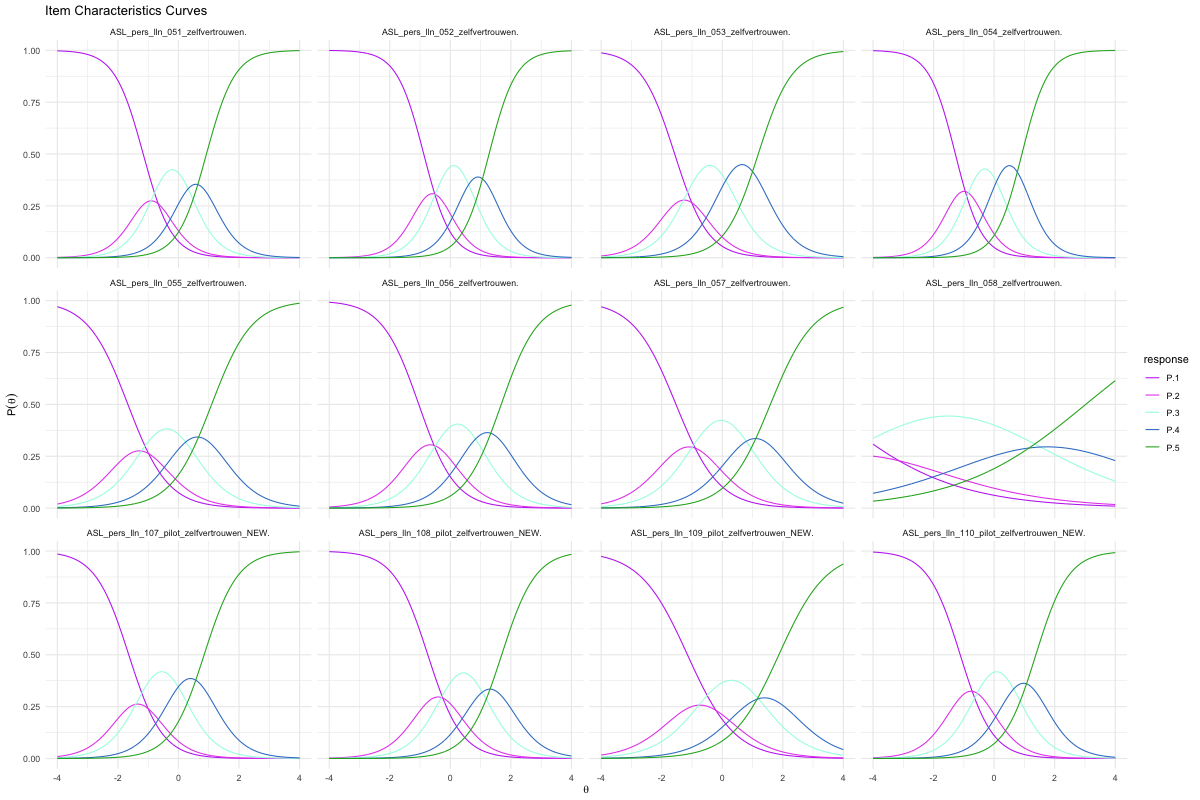 Item Characteristics Curves
ASL_pers_lln_051_zelfvertrouwen.
ASL_pers_lln_052_zelfvertrouwen.
ASL_pers_lln_053_zelfvertrouwen.
ASL_pers_lln_054_zelfvertrouwen.
1.00
0.75
0.50
0.25
0.00
ASL_pers_lln_055_zelfvertrouwen.
ASL_pers_lln_056_zelfvertrouwen.
ASL_pers_lln_057_zelfvertrouwen.
ASL_pers_lln_058_zelfvertrouwen.
1.00
0.75
0.50
0.25
0.00
P(θ)
ASL_pers_lln_107_pilot_zelfvertrouwen_NEW.
ASL_pers_lln_108_pilot_zelfvertrouwen_NEW.
ASL_pers_lln_109_pilot_zelfvertrouwen_NEW.
ASL_pers_lln_110_pilot_zelfvertrouwen_NEW.
1.00
0.75
0.50
0.25
0.00
-4 -2 0 2 4
-4 -2 0 2 4
-4 -2 0 2 4
-4 -2 0 2 4
θ
response
P.1
P.2
P.3
P.4
P.5